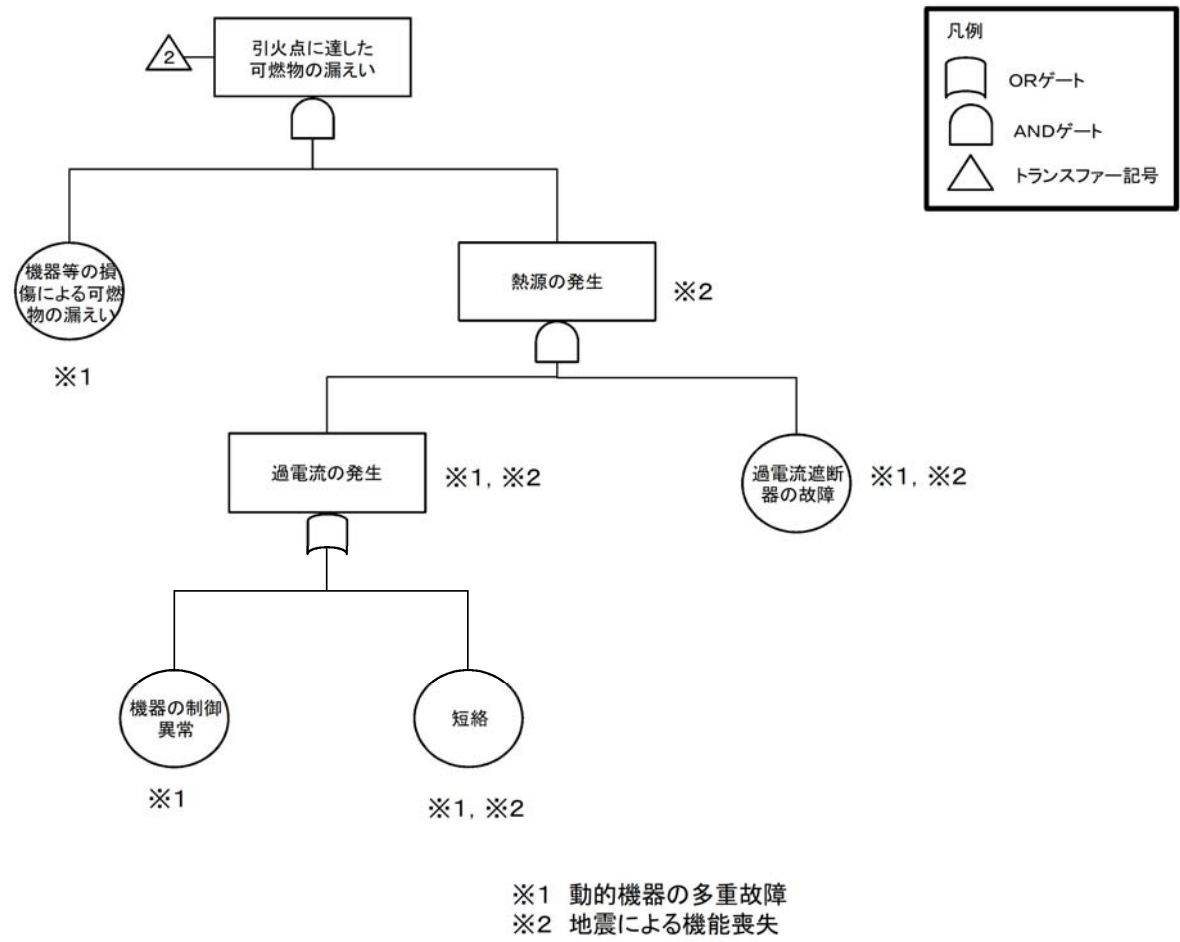 凡例
ORゲート
ANDゲート
トランスファー記号
2
引火点に達した
可燃物の漏えい
機器等の損
傷による可燃
物の漏えい
※1
熱源の発生
※2
過電流の発生
※1, ※2
過電流遮断
器の故障
※1, ※2
機器の制御
異常
※1
短絡
※1, ※2
※1 動的機器の多重故障
※2 地震による機能喪失